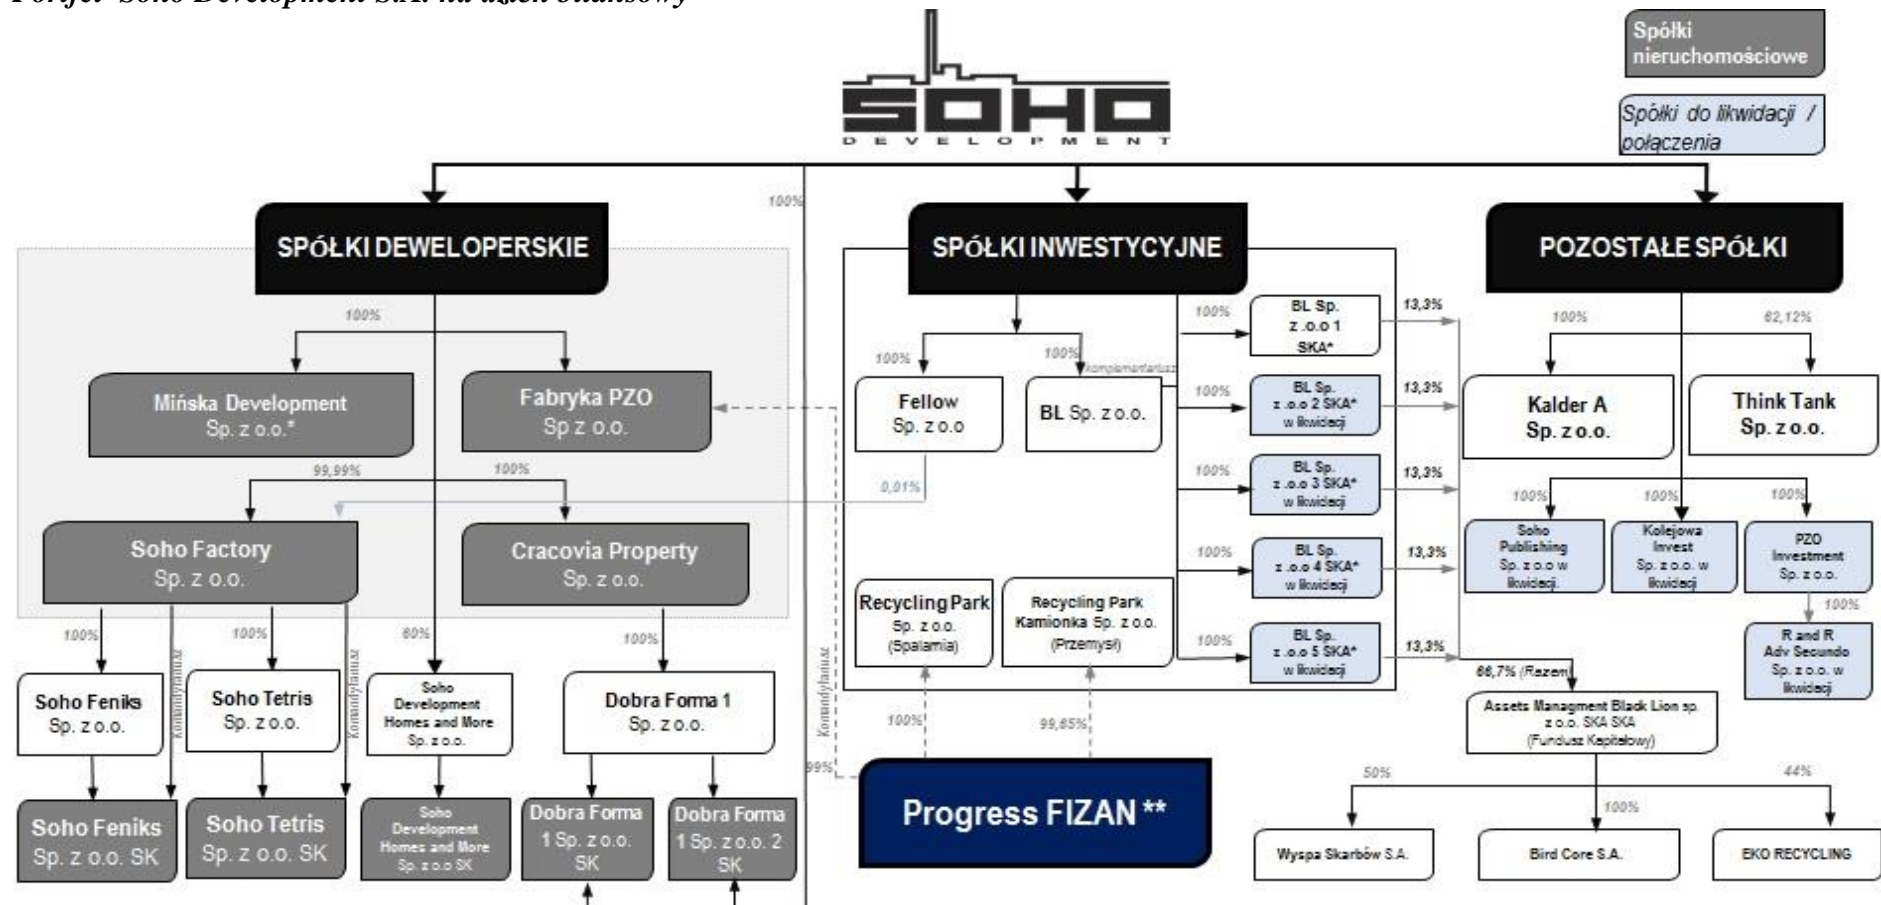 Portfel Soho Development S.A. na dzień bilansowy
Spółki
nieruchomościowe
Spółki do likwidacji /
połączenia
SOHO
DEVELOPMENT
100%
SPÓŁKI DEWELOPERSKIE
SPÓŁKI INWESTYCYJNE
POZOSTAŁE SPÓŁKI
100%
Mińska Development
Sp. z o.o.*
Fabryka PZO
Sp z o.o.
99,99%
100%
Soho Factory
Sp. z o.o.
Cracovia Property
Sp. z o.o.
100%
Komandytariusz
100%
Komandytariusz
60%
100%
Komandytariusz
Soho Feniks
Sp. z o.o.
Soho Tetris
Sp. z o.o.
Soho
Development
Homes and More
Sp. z o.o.
Dobra Forma 1
Sp. z o.o.
99%
Soho Feniks
Sp. z o.o. SK
Soho Tetris
Sp. z o.o. SK
Soho
Development
Homes and More
Sp. z o.o SK
Dobra Forma
1 Sp. z o.o.
SK
Dobra Forma
1 Sp. z o.o. 2
SK
100%
100%
komplementariusz
Fellow
Sp. z o.o
BL Sp. z o.o.
0,01%
100%
BL Sp.
z .o.o 1
SKA*
13,3%
100%
BL Sp.
z .o.o 2 SKA*
w likwidacji
13,3%
100%
BL Sp.
z .o.o 3 SKA*
w likwidacji
13,3%
100%
BL Sp.
z .o.o 4 SKA*
w likwidacji
13,3%
100%
BL Sp.
z .o.o 5 SKA*
w likwidacji
13,3%
Recycling Park
Sp. z o.o.
(Spalarnia)
Recycling Park
Kamionka Sp. z o.o.
(Przemysł)
100%
99,65%
Progress FIZAN **
100%
62,12%
Kalder A
Sp. z o.o.
Think Tank
Sp. z o.o.
100%
100%
100%
Soho
Publishing
Sp. z o.o w
likwidacji.
Kolejowa
Invest
Sp. z o.o. w
likwidacji
PZO
Investment
Sp. z o.o.
100%
R and R
Adv Secundo
Sp. z o.o. w
likwidacji
66,7% (Razem)
Assets Managment Black Lion sp.
z o.o. SKA SKA
(Fundusz Kapitałowy)
50%
100%
44%
Wyspa Skarbów S.A.
Bird Core S.A.
EKO RECYCLING